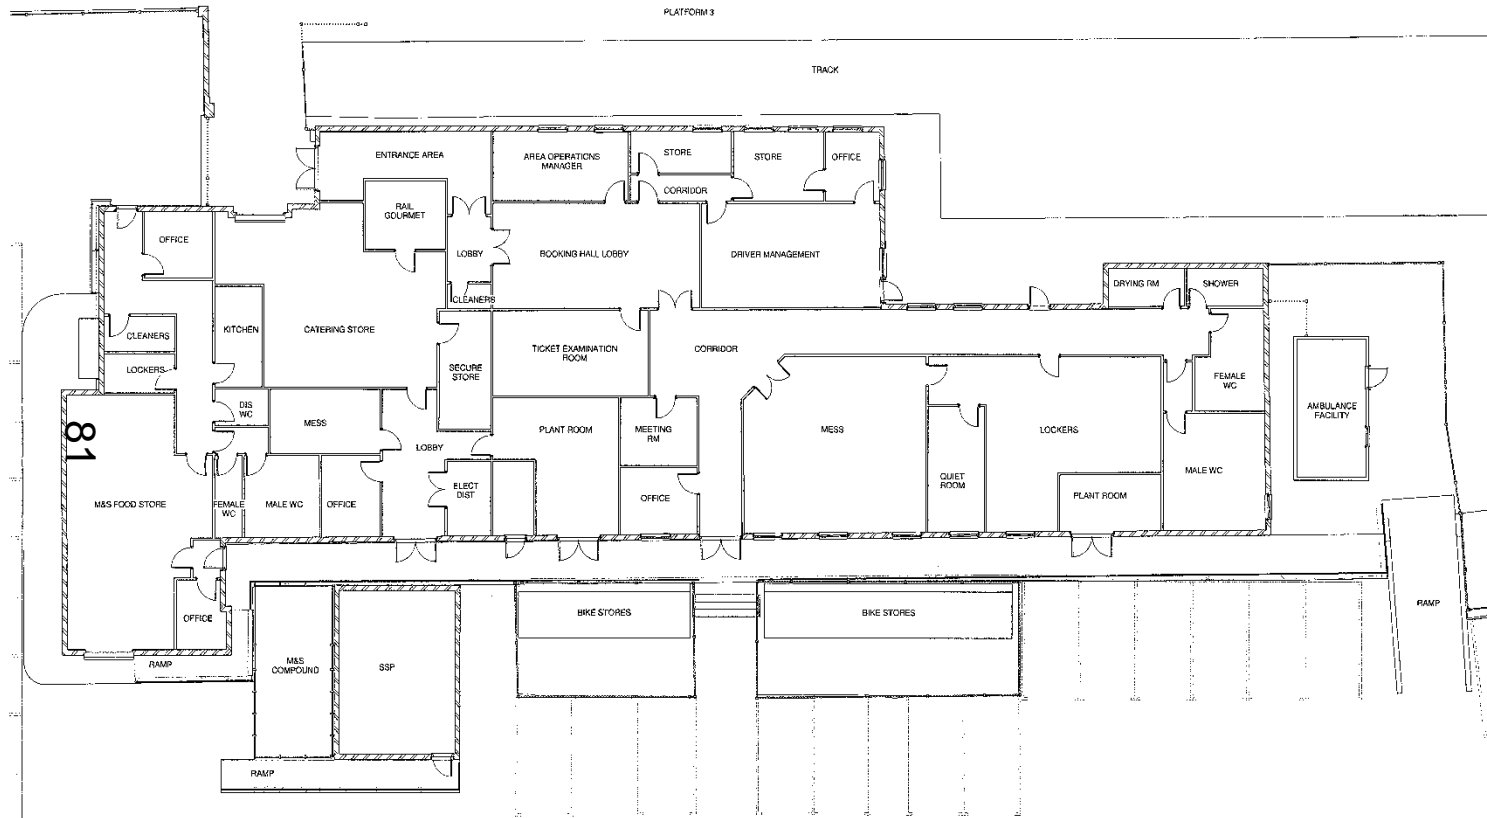 PLATFORM 3
TRACK
ENTRANCE AREA
AREA OPERATIONS
MANAGER
STORE
STORE
OFFICE
CORRIDOR
RAIL
GOURMET
OFFICE
LOBBY
BOOKING HALL LOBBY
DRIVER MANAGEMENT
CLEANERS
DRYING RM
SHOWER
CLEANERS
KITCHEN
CATERING STORE
TICKET EXAMINATION
ROOM
CORRIDOR
LOCKERS
SECURE
STORE
FEMALE
WC
DIS
WC
AMBULANCE
FACILITY
MESS
PLANT ROOM
MEETING
RM
MESS
LOCKERS
81
LOBBY
MALE WC
QUIET
ROOM
PLANT ROOM
M&S FOOD STORE
FEMALE
WC
MALE WC
OFFICE
ELECT
DIST
OFFICE
OFFICE
BIKE STORES
BIKE STORES
RAMP
RAMP
M&S
COMPOUND
SSP
RAMP